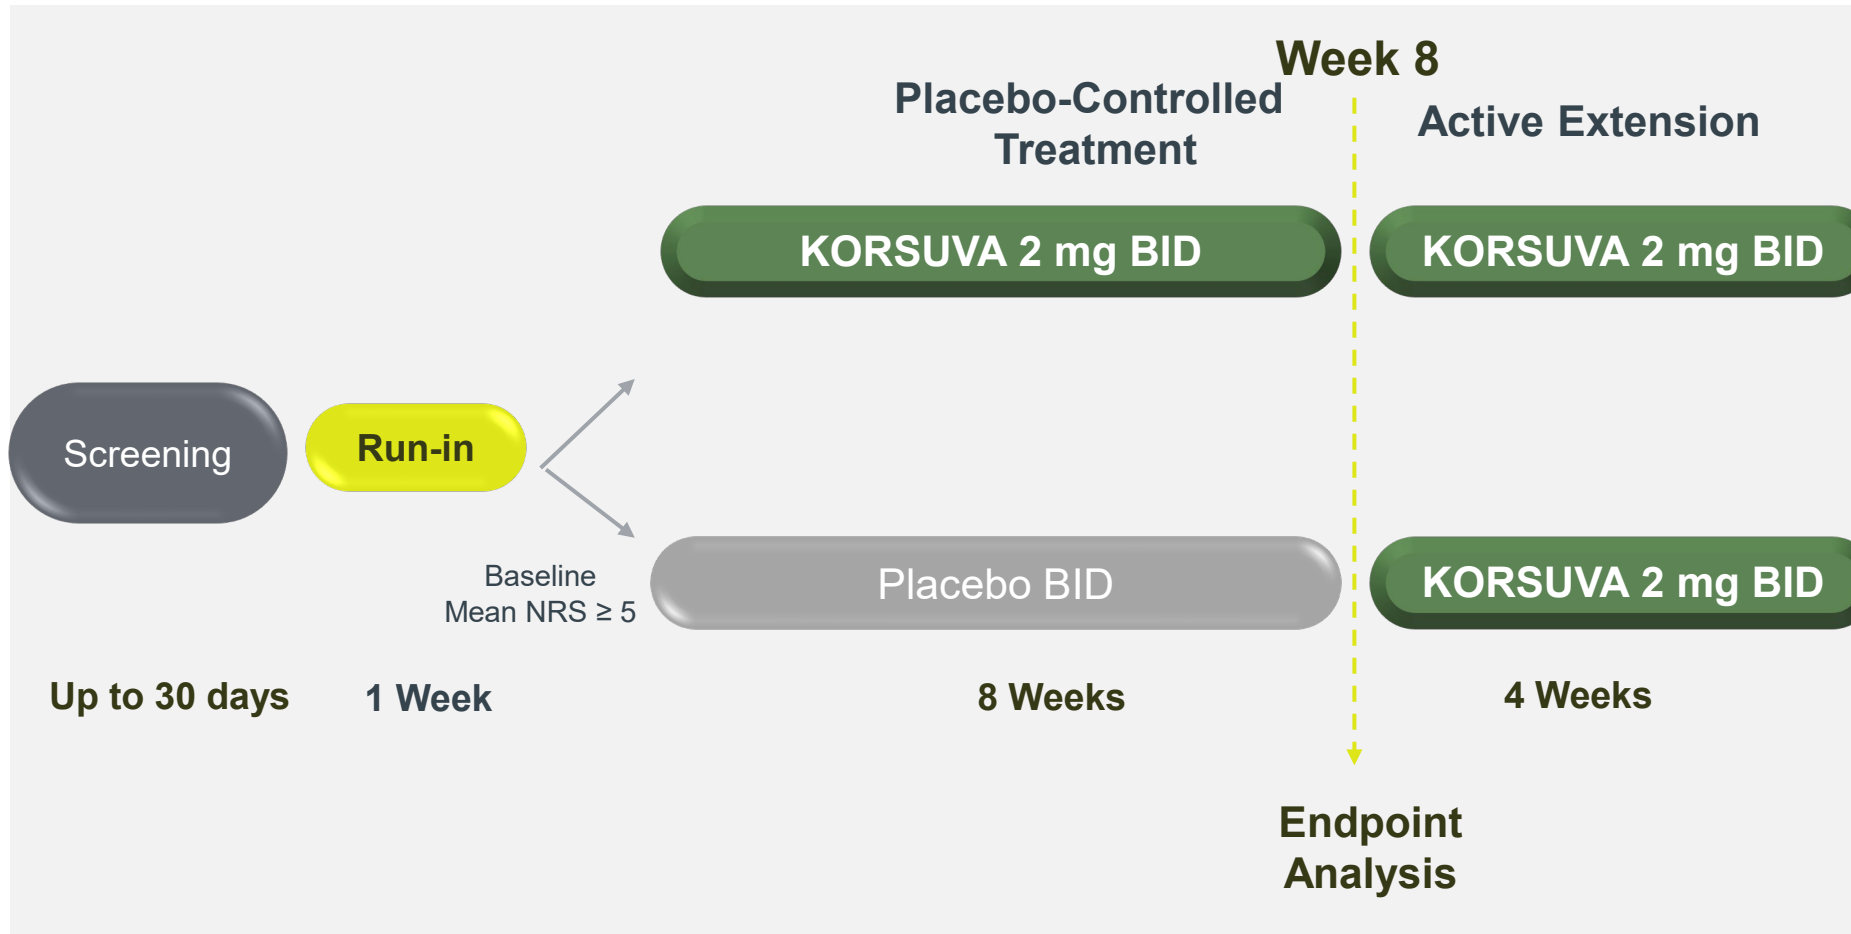 Week 8
Placebo-Controlled
Treatment
Active Extension
KORSUVA 2 mg BID
KORSUVA 2 mg BID
Screening
Run-in
Baseline
Mean NRS ≥ 5
Placebo BID
KORSUVA 2 mg BID
Up to 30 days
1 Week
8 Weeks
4 Weeks
Endpoint
Analysis